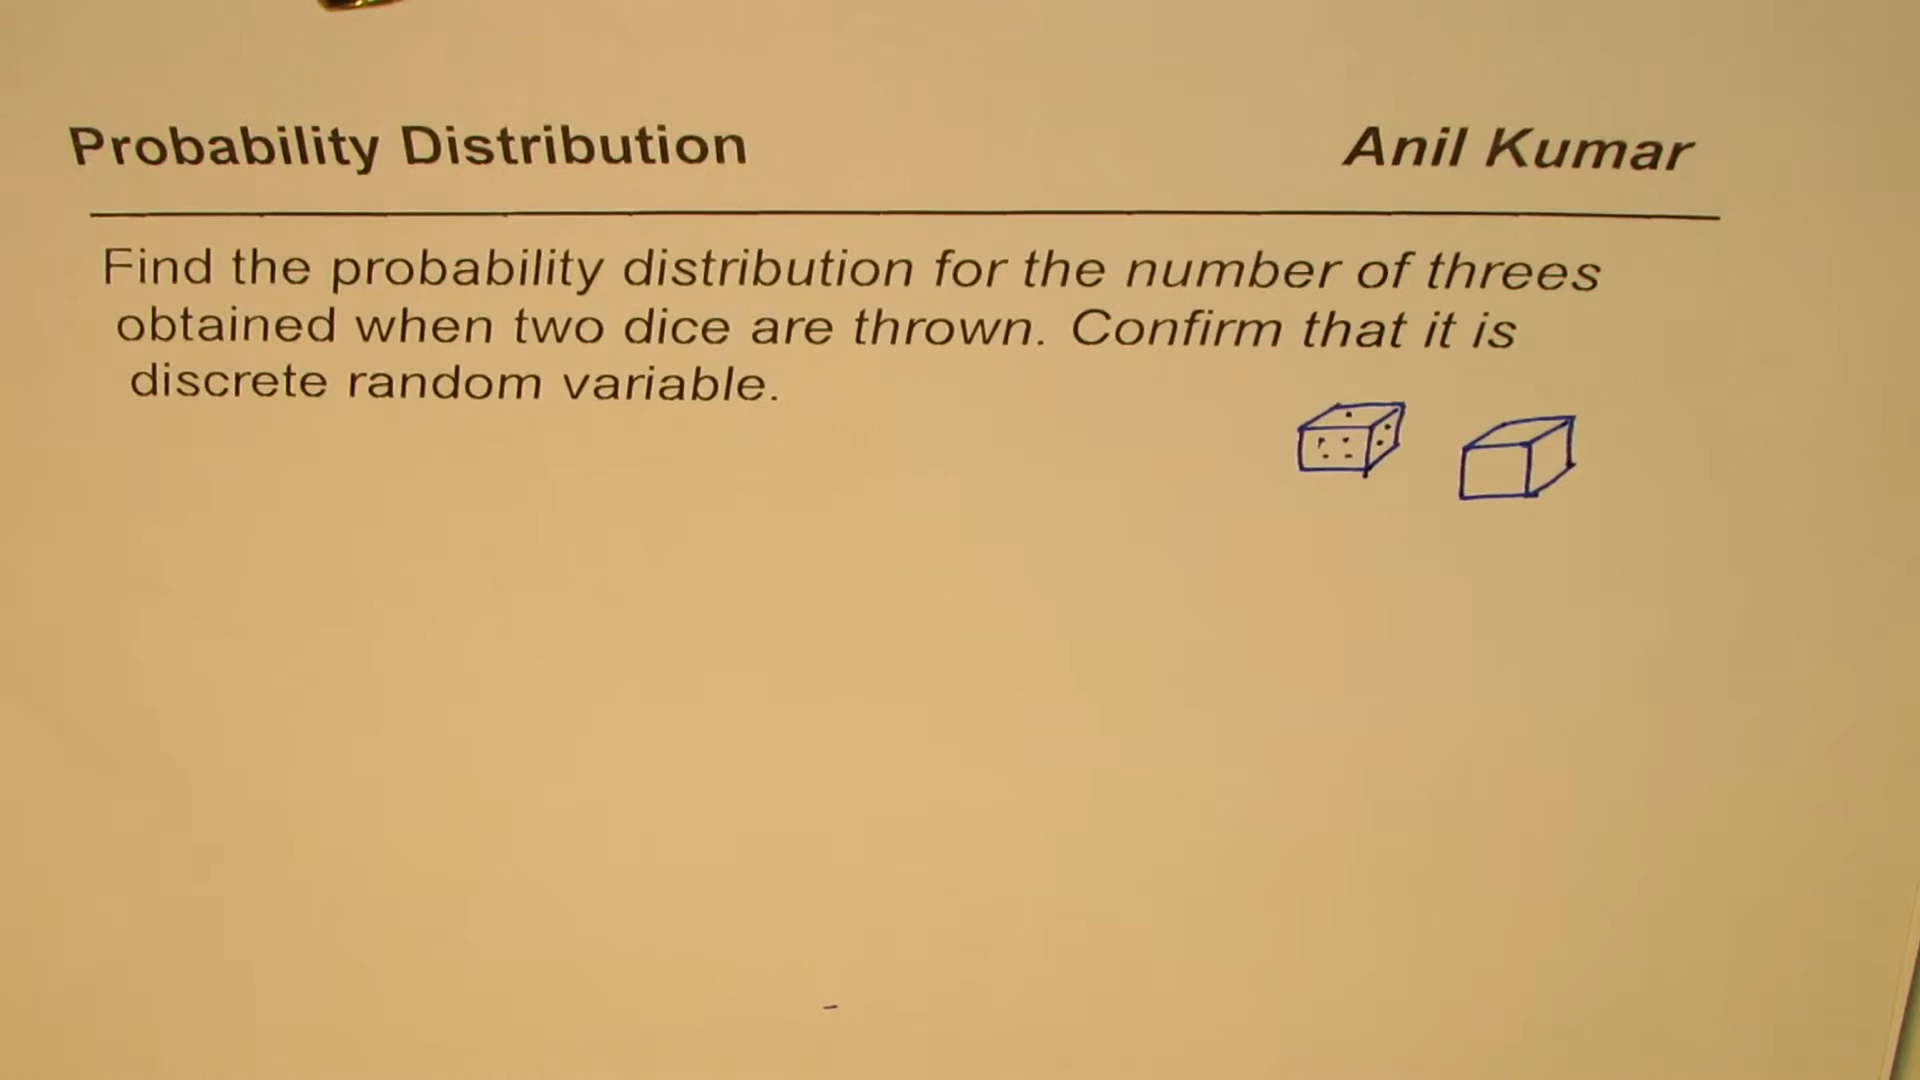 Probability Distribution Anil Kumar
Find the probability distribution for the number of threes
obtained when two dice are thrown. Confirm that it is
discrete random variable.